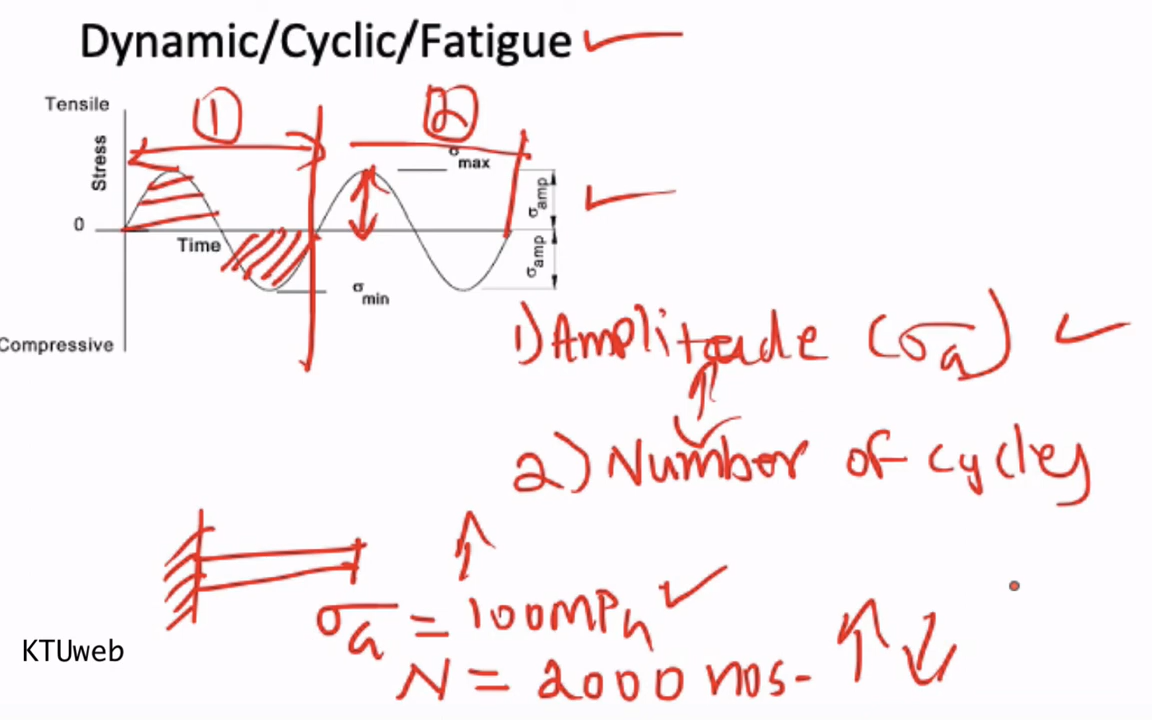 Dynamic/Cyclic/Fatigue
Tensile
1
2
Stress
σmax
σamp
0
Time
σamp
σmin
Compressive
1) Amplitude (σa)
2) Number of cycles
σa = 100MPa
KTUweb
N = 2000 nos.